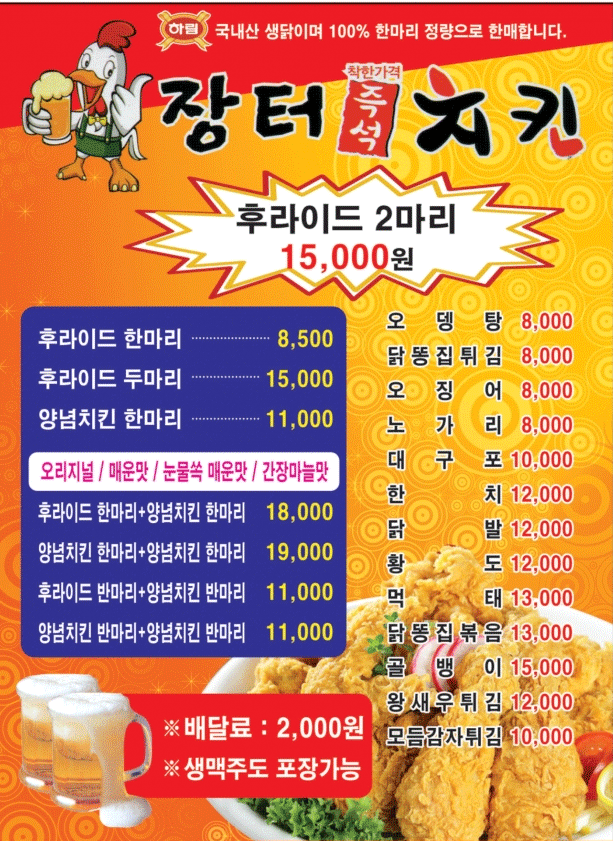 하림 국내산 생닭이며 100% 한마리 정량으로 한매합니다.
착한가격
장터 즉석 치킨
후라이드 2마리
15,000원
후라이드 한마리 8,500
후라이드 두마리 15,000
양념치킨 한마리 11,000
오리지널 / 매운맛 / 눈물쏙 매운맛 / 간장마늘맛
후라이드 한마리+양념치킨 한마리 18,000
양념치킨 한마리+양념치킨 한마리 19,000
후라이드 반마리+양념치킨 반마리 11,000
양념치킨 반마리+양념치킨 반마리 11,000
오뎅탕 8,000
닭똥집튀김 8,000
오징어 8,000
노가리 8,000
대구포 10,000
한치 12,000
닭발 12,000
황도 12,000
먹태 13,000
닭똥집볶음 13,000
골뱅이 15,000
왕새우튀김 12,000
모듬감자튀김 10,000
※배달료 : 2,000원
※생맥주도 포장가능